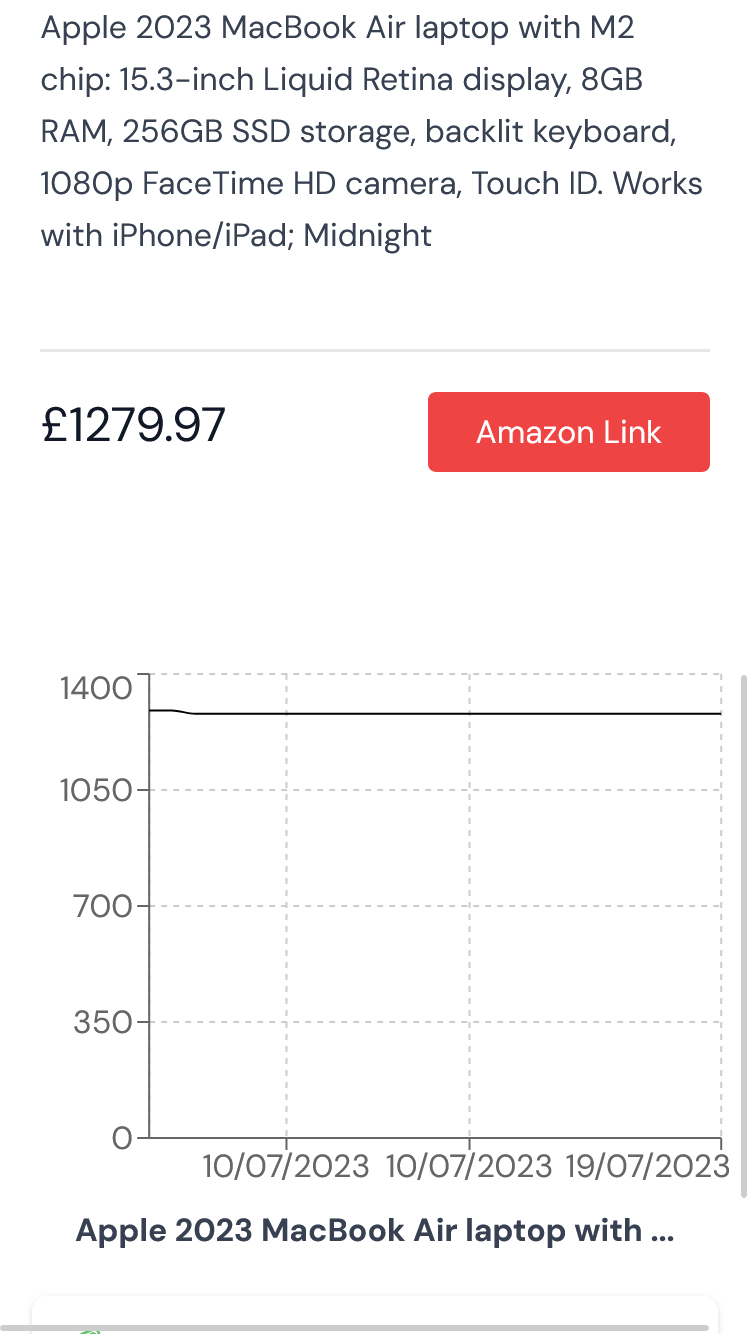 Apple 2023 MacBook Air laptop with M2
chip: 15.3-inch Liquid Retina display, 8GB
RAM, 256GB SSD storage, backlit keyboard,
1080p FaceTime HD camera, Touch ID. Works
with iPhone/iPad; Midnight
£1279.97
Amazon Link
1400
1050
700
350
0
10/07/2023 10/07/2023 19/07/2023
Apple 2023 MacBook Air laptop with ...